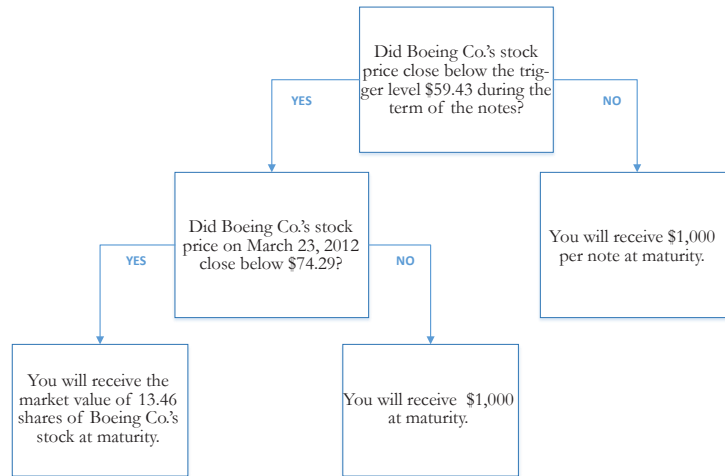 Did Boeing Co.'s stock
price close below the trig-
ger level $59.43 during the
term of the notes?
YES
NO
Did Boeing Co.'s stock
price on March 23, 2012
close below $74.29?
You will receive $1,000
per note at maturity.
YES
NO
You will receive the
market value of 13.46
shares of Boeing Co.'s
stock at maturity.
You will receive $1,000
at maturity.